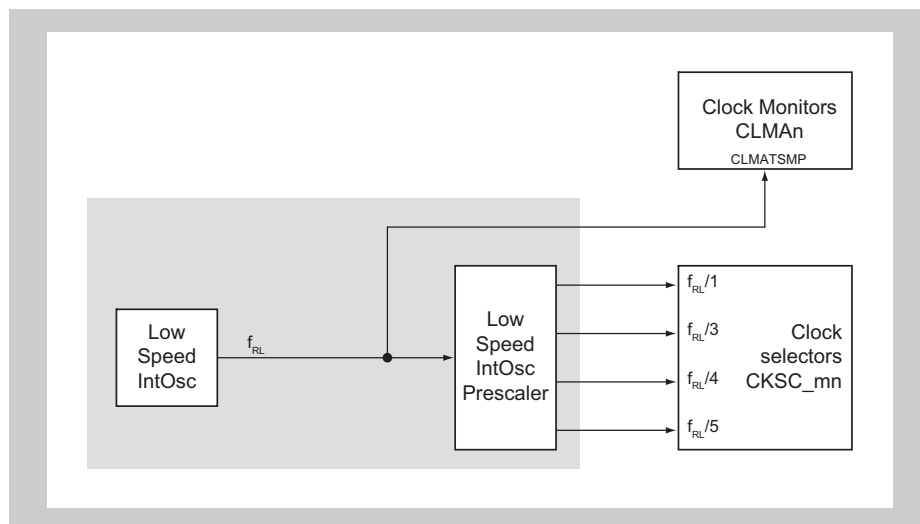 Clock Monitors
CLMAn
CLMATSMP
Low
Speed
IntOsc
fRL
Low
Speed
IntOsc
Prescaler
fRL/1
fRL/3
fRL/4
fRL/5
Clock
selectors
CKSC_mn